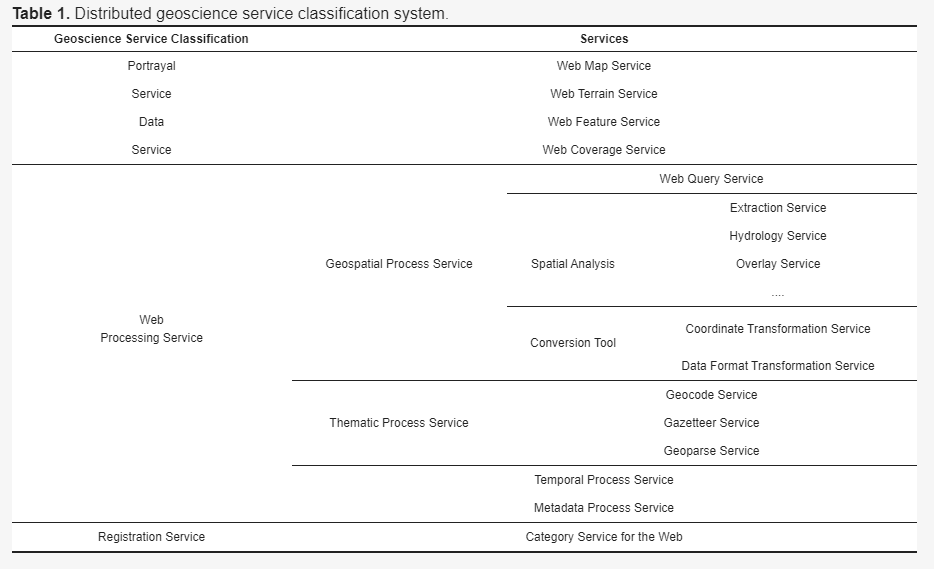 Table 1. Distributed geoscience service classification system.
Geoscience Service Classification Services
Portrayal Web Map Service
Service Web Terrain Service
Data Web Feature Service
Service Web Coverage Service
Web Query Service
Extraction Service
Hydrology Service
Geospatial Process Service Spatial Analysis Overlay Service
....
Web
Processing Service
Coordinate Transformation Service
Conversion Tool
Data Format Transformation Service
Geocode Service
Thematic Process Service Gazetteer Service
Geoparse Service
Temporal Process Service
Metadata Process Service
Registration Service Category Service for the Web